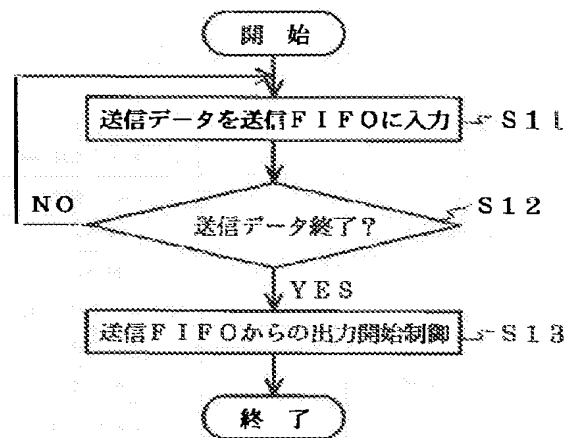 開 始
送信データを送信ＦＩＦＯに入力 S11
NO 送信データ終了？ S12
YES
送信ＦＩＦＯからの出力開始制御 S13
終 了